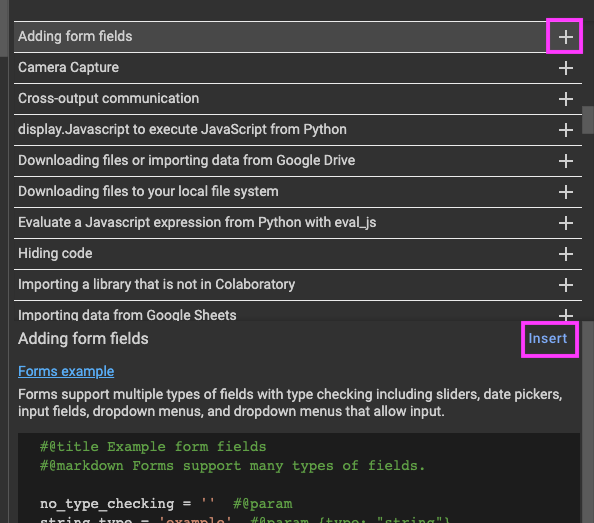 Adding form fields
Camera Capture
Cross-output communication
display.Javascript to execute JavaScript from Python
Downloading files or importing data from Google Drive
Downloading files to your local file system
Evaluate a Javascript expression from Python with eval_js
Hiding code
Importing a library that is not in Colaboratory
Importing data from Google Sheets
Adding form fields Insert
Forms example
Forms support multiple types of fields with type checking including sliders, date pickers,
input fields, dropdown menus, and dropdown menus that allow input.
#@title Example form fields
#@markdown Forms support many types of fields.
no_type_checking = ''  #@param
string_type = 'example'  #@param {type: "string"}